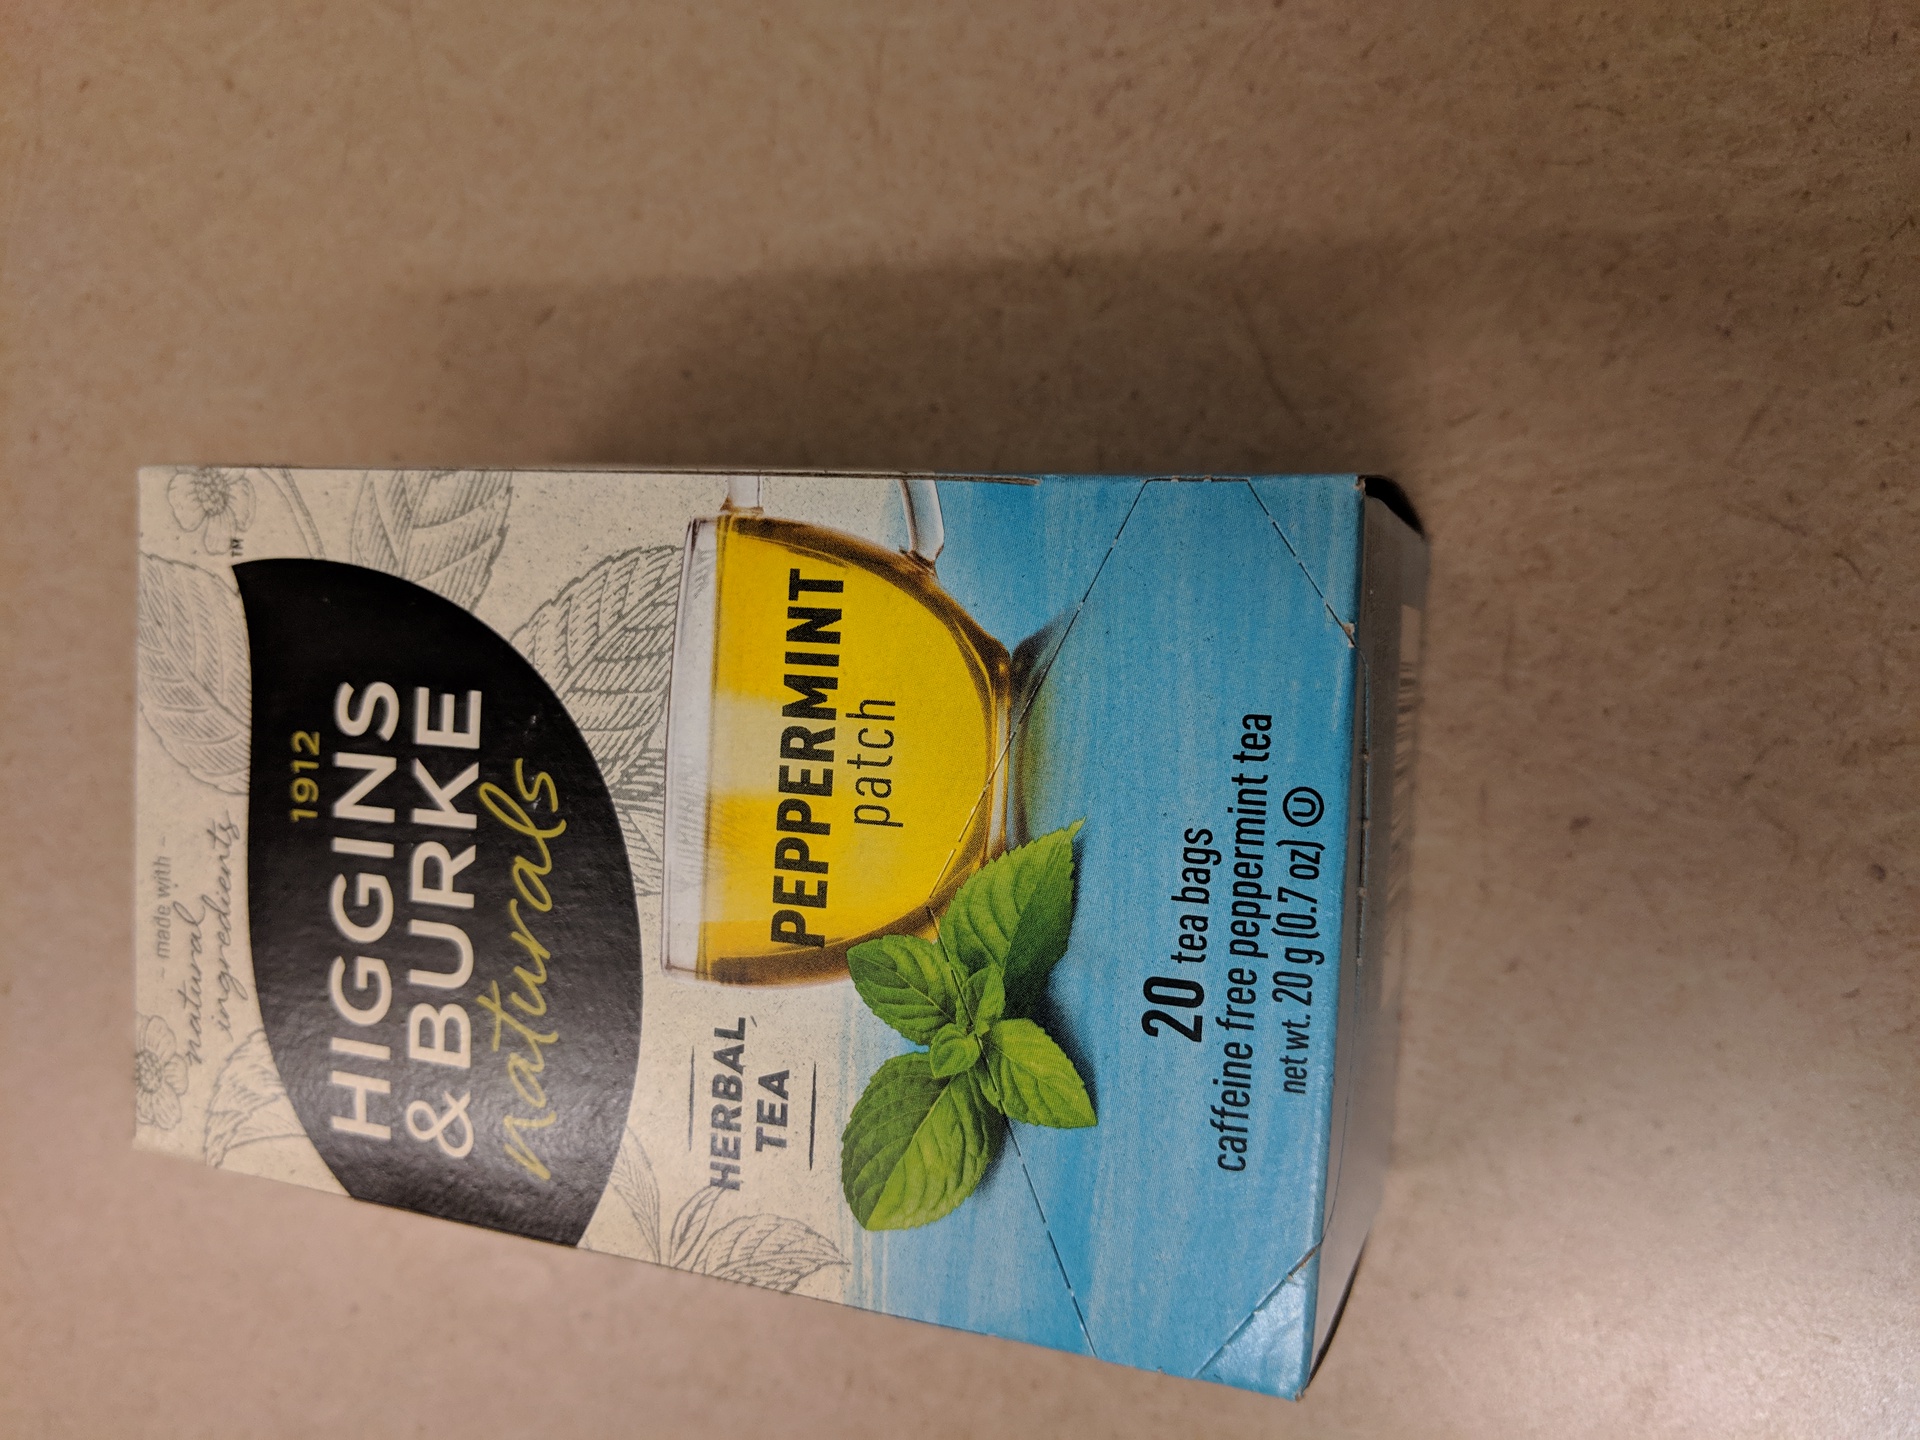 - made with -
natural
ingredients
1912
HIGGINS
& BURKE
naturals
TM
HERBAL
TEA
PEPPERMINT
patch
20 tea bags
caffeine free peppermint tea
net wt. 20 g (0.7 oz) U